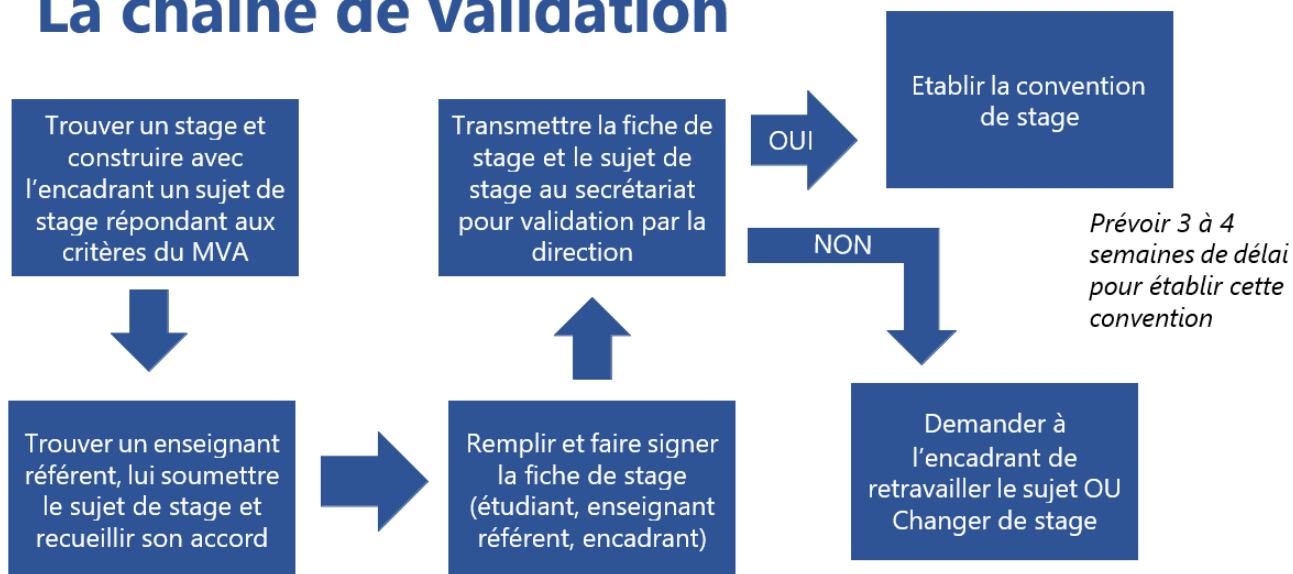 La chaîne de validation
Trouver un stage et
construire avec
l'encadrant un sujet de
stage répondant aux
critères du MVA
Trouver un enseignant
référent, lui soumettre
le sujet de stage et
recueillir son accord
Remplir et faire signer
la fiche de stage
(étudiant, enseignant
référent, encadrant)
Transmettre la fiche de
stage et le sujet de
stage au secrétariat
pour validation par la
direction
OUI
Etablir la convention
de stage
Prévoir 3 à 4
semaines de délai
pour établir cette
convention
NON
Demander à
l'encadrant de
retravailler le sujet OU
Changer de stage